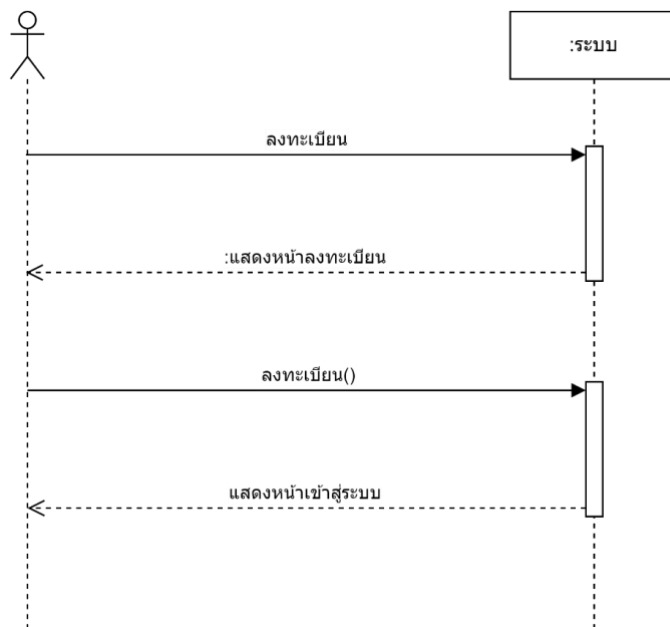 :ระบบ
ลงทะเบียน
:แสดงหน้าลงทะเบียน
ลงทะเบียน()
แสดงหน้าเข้าสู่ระบบ